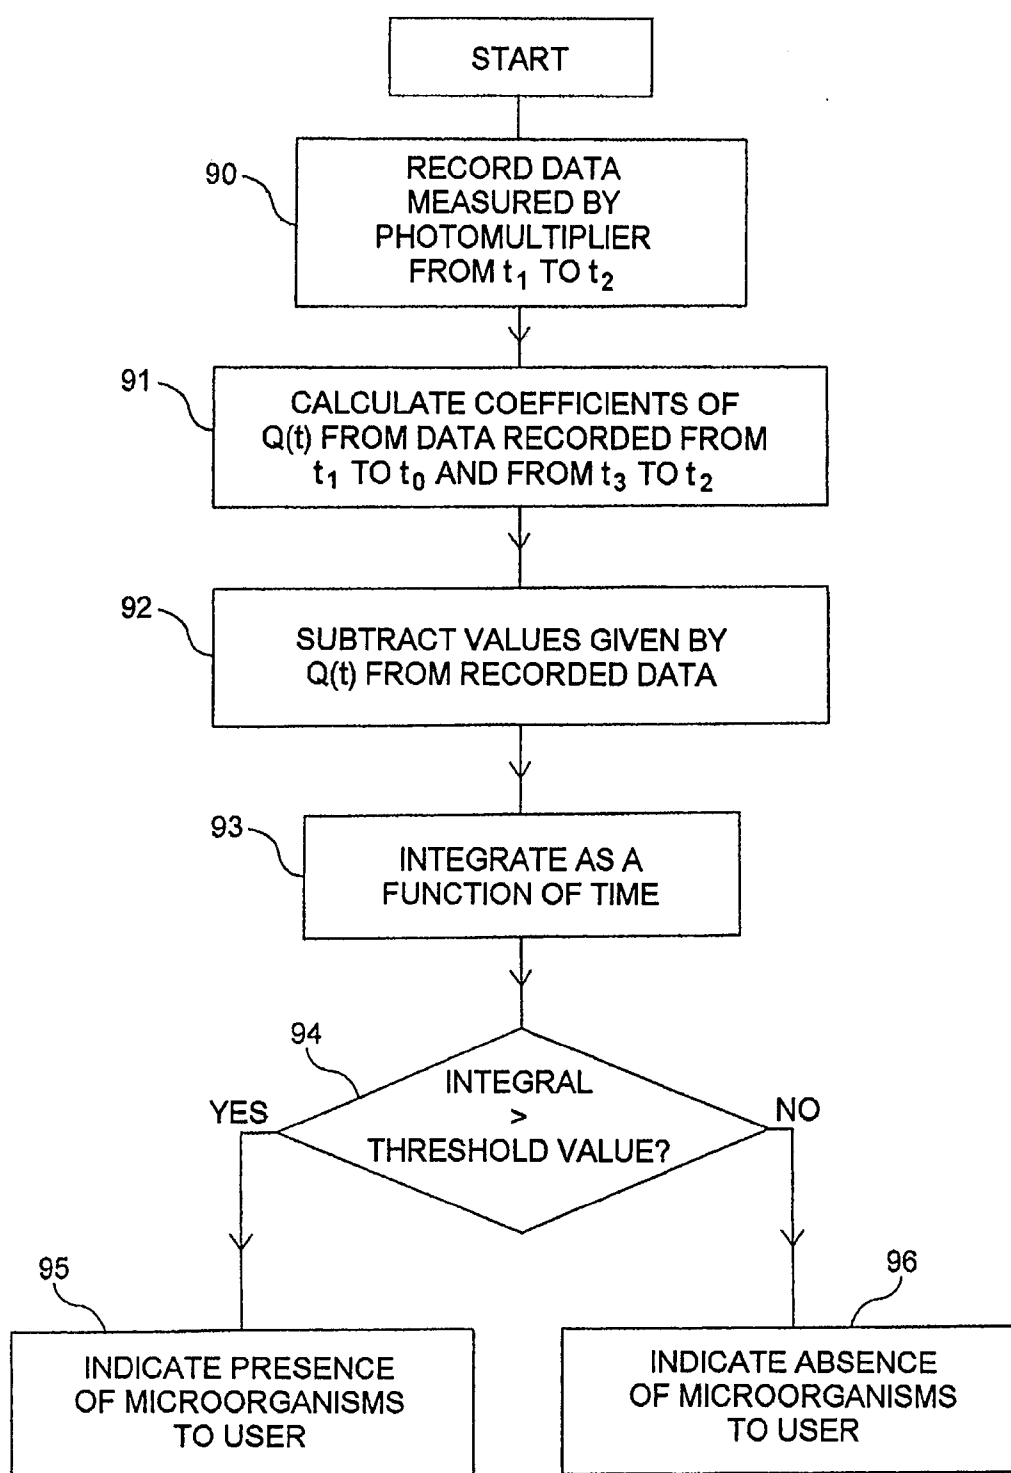 START
90
RECORD DATA
MEASURED BY
PHOTOMULTIPLIER
FROM t₁ TO t₂
91
CALCULATE COEFFICIENTS OF
Q(t) FROM DATA RECORDED FROM
t₁ TO t₀ AND FROM t₃ TO t₂
92
SUBTRACT VALUES GIVEN BY
Q(t) FROM RECORDED DATA
93
INTEGRATE AS A
FUNCTION OF TIME
94
INTEGRAL
>
THRESHOLD VALUE?
YES
NO
95
INDICATE PRESENCE
OF MICROORGANISMS
TO USER
96
INDICATE ABSENCE
OF MICROORGANISMS
TO USER